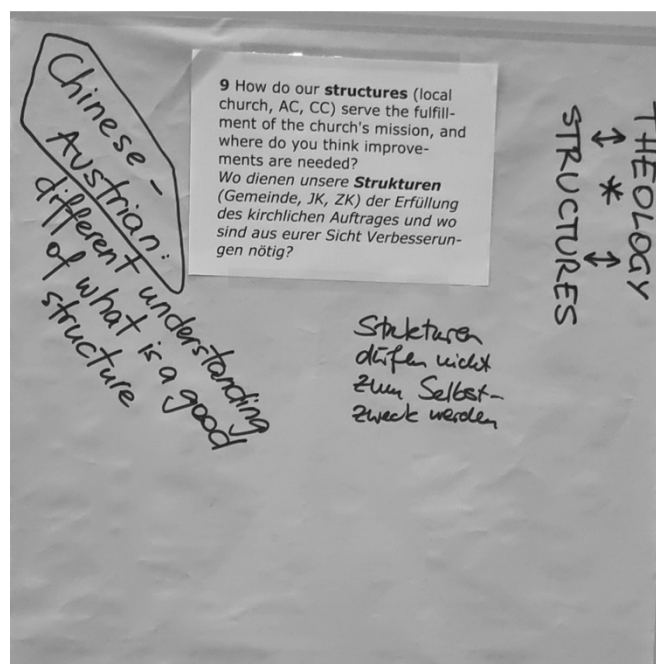 Chinese-
Austrian:
different understanding
of what is a good
structure
9 How do our structures (local
church, AC, CC) serve the fulfill-
ment of the church's mission, and
where do you think improve-
ments are needed?
Wo dienen unsere Strukturen
(Gemeinde, JK, ZK) der Erfüllung
des kirchlichen Auftrages und wo
sind aus eurer Sicht Verbesserun-
gen nötig?
Strukturen
dürfen nicht
zum Selbst-
zweck werden
THEOLOGY
↕ * ↕
STRUCTURES